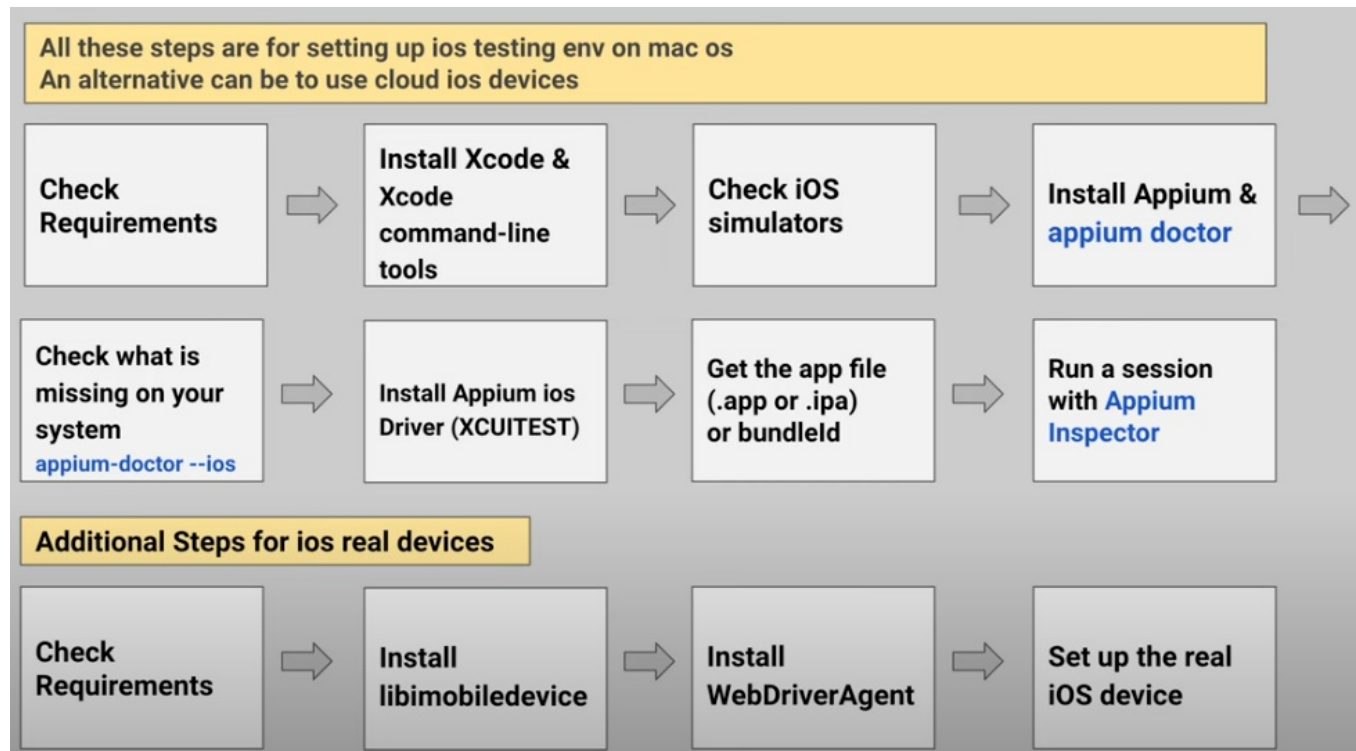 All these steps are for setting up ios testing env on mac os
An alternative can be to use cloud ios devices
Check
Requirements
Install Xcode &
Xcode
command-line
tools
Check iOS
simulators
Install Appium &
appium doctor
Check what is
missing on your
system
appium-doctor --ios
Install Appium ios
Driver (XCUITEST)
Get the app file
(.app or .ipa)
or bundleId
Run a session
with Appium
Inspector
Additional Steps for ios real devices
Check
Requirements
Install
libimobiledevice
Install
WebDriverAgent
Set up the real
iOS device